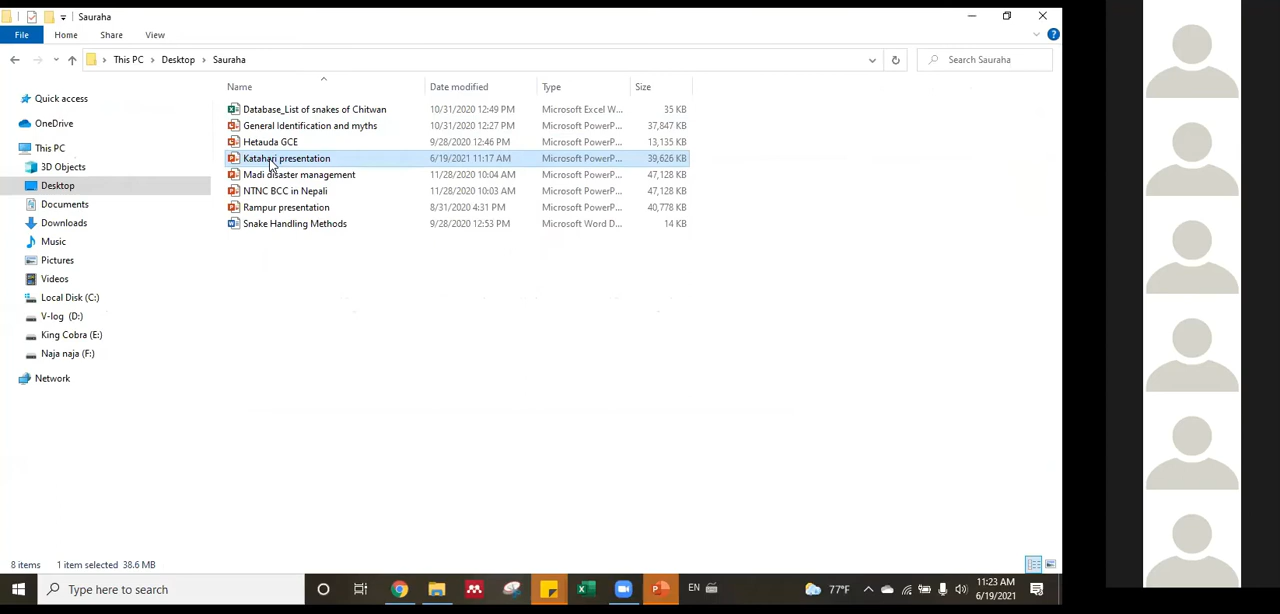 Sauraha
File Home Share View
This PC Desktop Sauraha Search Sauraha
Name Date modified Type Size
Quick access
OneDrive
This PC
3D Objects
Desktop
Documents
Downloads
Music
Pictures
Videos
Local Disk (C:)
V-log (D:)
King Cobra (E:)
Naja naja (F:)
Network
Database_List of snakes of Chitwan 10/31/2020 12:49 PM Microsoft Excel W... 35 KB
General Identification and myths 10/31/2020 12:27 PM Microsoft PowerP... 37,847 KB
Hetauda GCE 9/28/2020 12:46 PM Microsoft PowerP... 13,135 KB
Katahari presentation 6/19/2021 11:17 AM Microsoft PowerP... 39,626 KB
Madi disaster management 11/28/2020 10:04 AM Microsoft PowerP... 47,128 KB
NTNC BCC in Nepali 11/28/2020 10:03 AM Microsoft PowerP... 47,128 KB
Rampur presentation 8/31/2020 4:31 PM Microsoft PowerP... 40,778 KB
Snake Handling Methods 9/28/2020 12:53 PM Microsoft Word D... 14 KB
8 items 1 item selected 38.6 MB
Type here to search EN 77°F 11:23 AM
6/19/2021